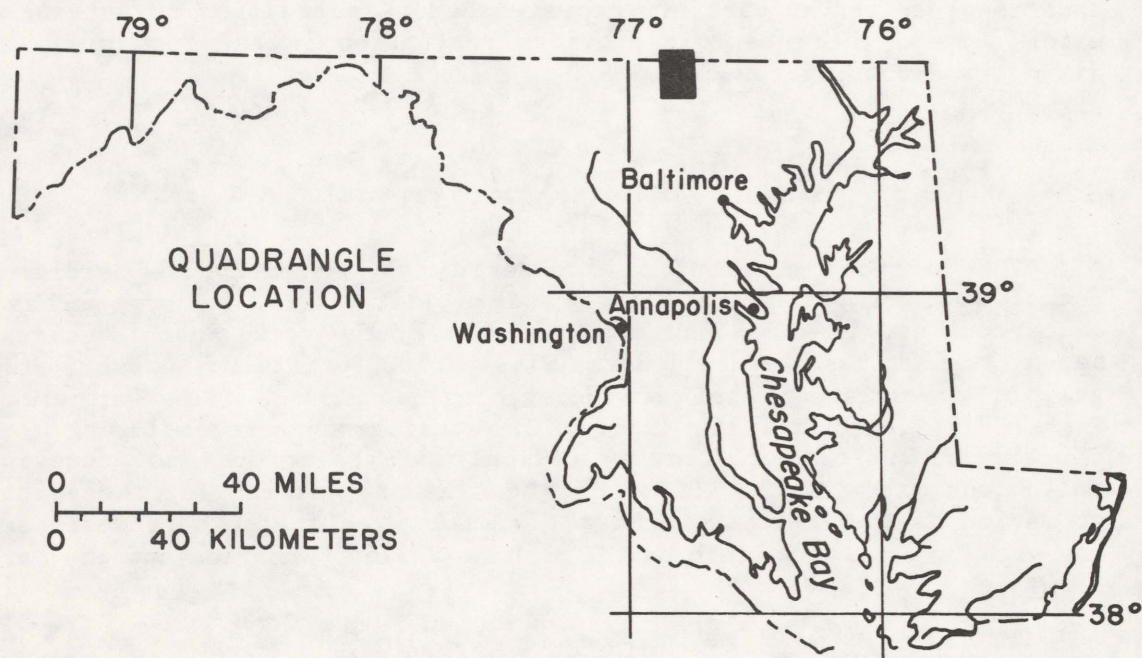 79° 78° 77° 76°
Baltimore
QUADRANGLE
LOCATION
39°
Annapolis
Washington
Chesapeake Bay
0 40 MILES
0 40 KILOMETERS
38°